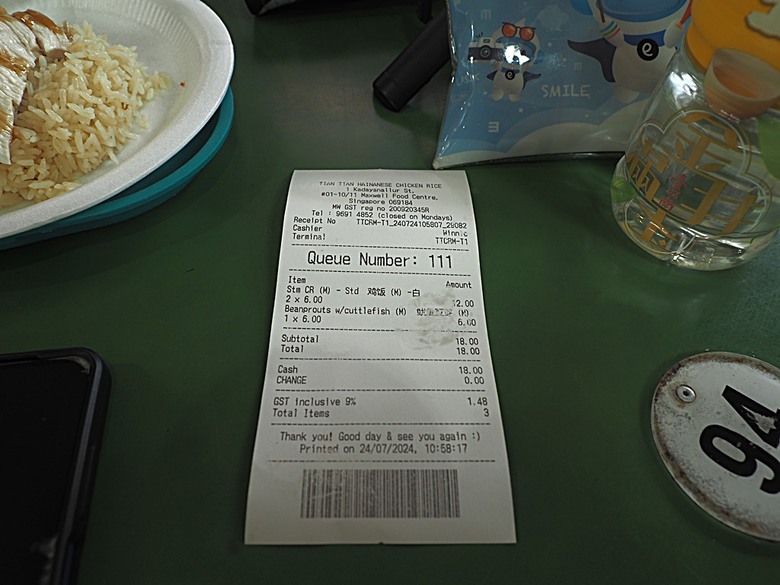 TIAN TIAN HAINANESE CHICKEN RICE
1 Kadayanallur St.
#01-10/11 Maxwell Food Centre,
Singapore 069184
MW GST reg no 200920345R
Tel : 9691 4852 (closed on Mondays)
Receipt No TTCRM-T1_240724105807_29082
Cashier Winnie
Terminal TTCRM-T1
Queue Number: 111
Item Amount
Stm CR (M) - Std 鸡饭 (M) -白
2 x 6.00 12.00
Beanprouts w/cuttlefish (M) (M)
1 x 6.00 6.00
Subtotal 18.00
Total 18.00
Cash 18.00
CHANGE 0.00
GST inclusive 9% 1.48
Total Items 3
Thank you! Good day & see you again :)
Printed on 24/07/2024, 10:58:17
SMILE
e
94